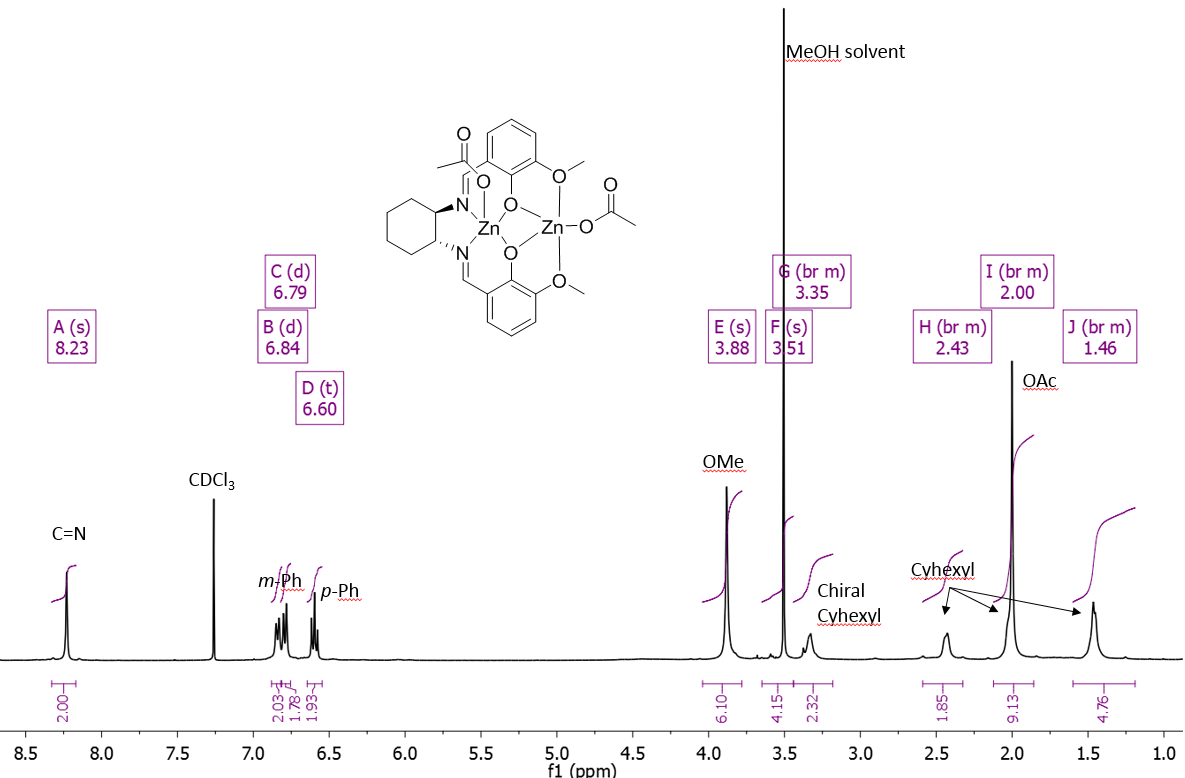 MeOH solvent
O
O
N
O
O
O
Zn
Zn
O
N
O
O
C (d)
6.79
G (br m)
3.35
I (br m)
2.00
A (s)
8.23
B (d)
6.84
E (s)
3.88
F (s)
3.51
H (br m)
2.43
J (br m)
1.46
D (t)
6.60
OAc
OMe
CDCl3
C=N
m-Ph
p-Ph
Cyhexyl
Chiral
Cyhexyl
2.00
2.03
1.78
1.93
6.10
4.15
2.32
1.85
9.13
4.76
8.5 8.0 7.5 7.0 6.5 6.0 5.5 5.0 4.5 4.0 3.5 3.0 2.5 2.0 1.5 1.0
f1 (ppm)